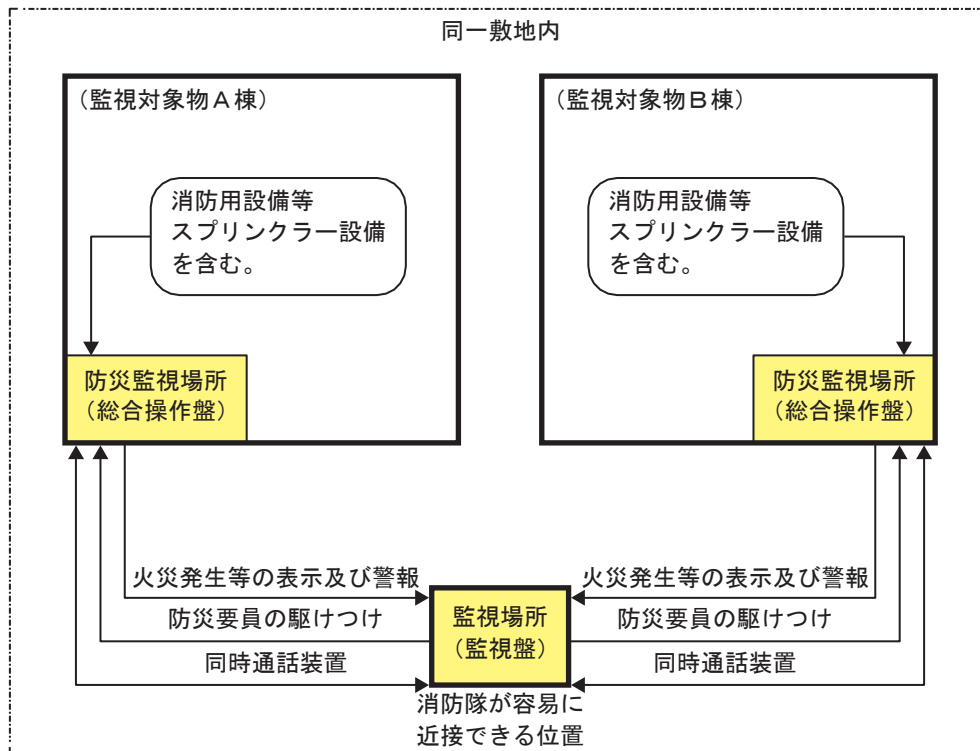 同一敷地内
（監視対象物Ａ棟）
（監視対象物Ｂ棟）
消防用設備等
スプリンクラー設備
を含む。
消防用設備等
スプリンクラー設備
を含む。
防災監視場所
（総合操作盤）
防災監視場所
（総合操作盤）
火災発生等の表示及び警報
火災発生等の表示及び警報
防災要員の駆けつけ
監視場所
（監視盤）
防災要員の駆けつけ
同時通話装置
同時通話装置
消防隊が容易に
近接できる位置